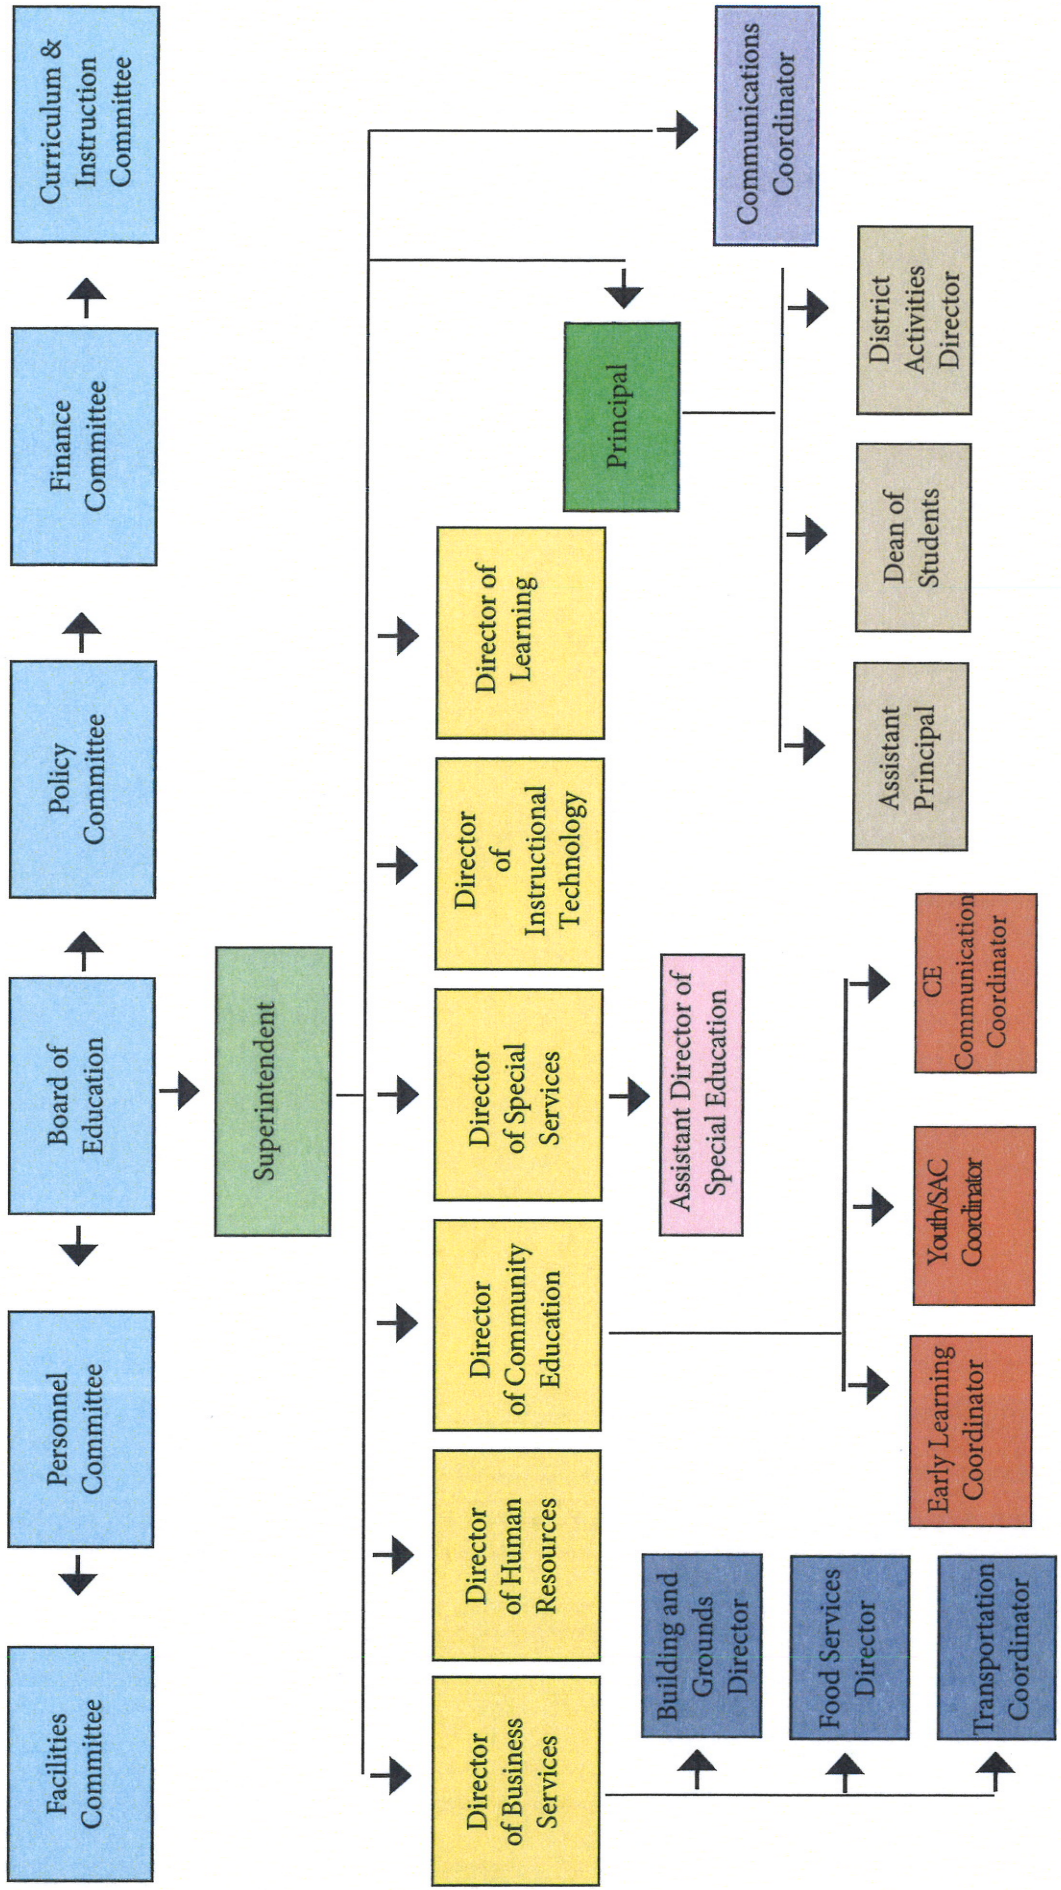 Facilities
Committee
Personnel
Committee
Board of
Education
Policy
Committee
Finance
Committee
Curriculum &
Instruction
Committee
Superintendent
Director
of Business
Services
Director
of Human
Resources
Director
of Community
Education
Director
of Special
Services
Director
of
Instructional
Technology
Director of
Learning
Principal
Communications
Coordinator
Building and
Grounds
Director
Food Services
Director
Transportation
Coordinator
Early Learning
Coordinator
Youth/SAC
Coordinator
CE
Communication
Coordinator
Assistant Director of
Special Education
Assistant
Principal
Dean of
Students
District
Activities
Director